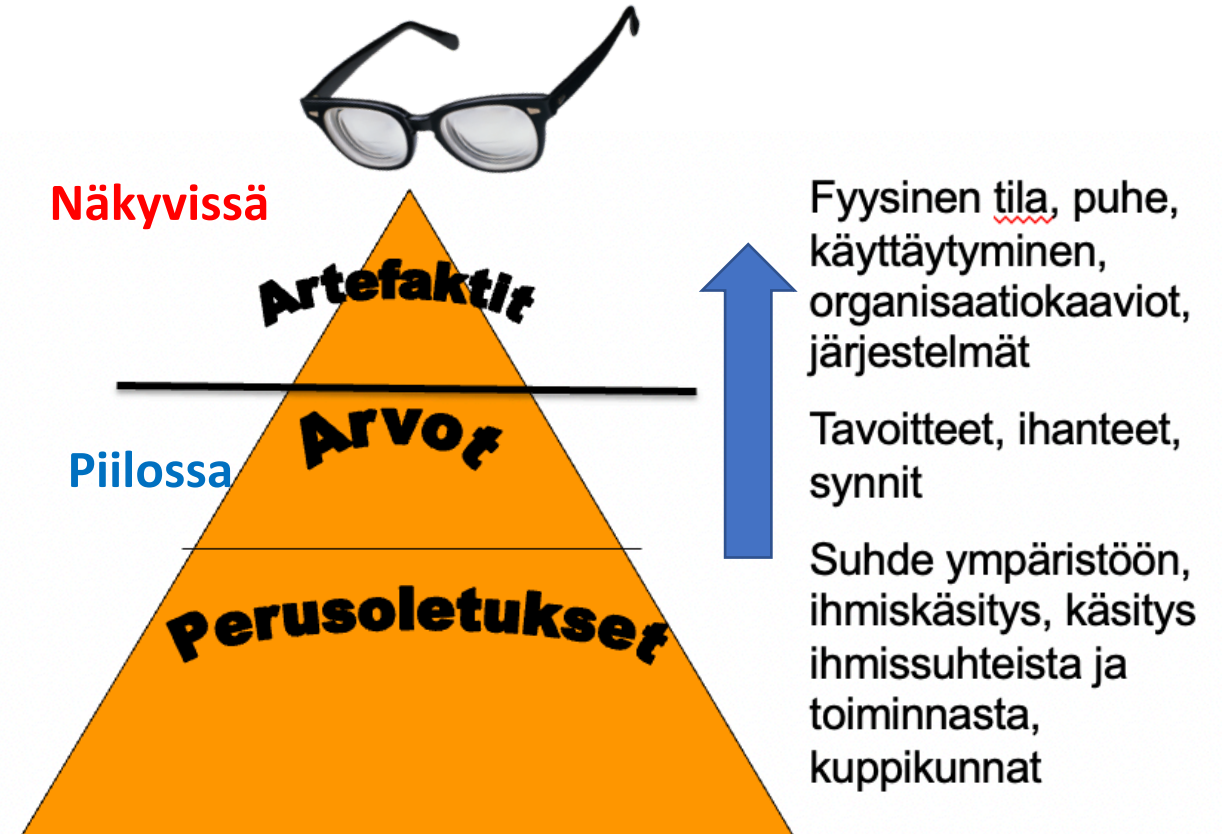 Näkyvissä
Artefaktit
Arvot
Piilossa
Perusoletukset
Fyysinen tila, puhe,
käyttäytyminen,
organisaatiokaaviot,
järjestelmät
Tavoitteet, ihanteet,
synnit
Suhde ympäristöön,
ihmiskäsitys, käsitys
ihmissuhteista ja
toiminnasta,
kuppikunnat